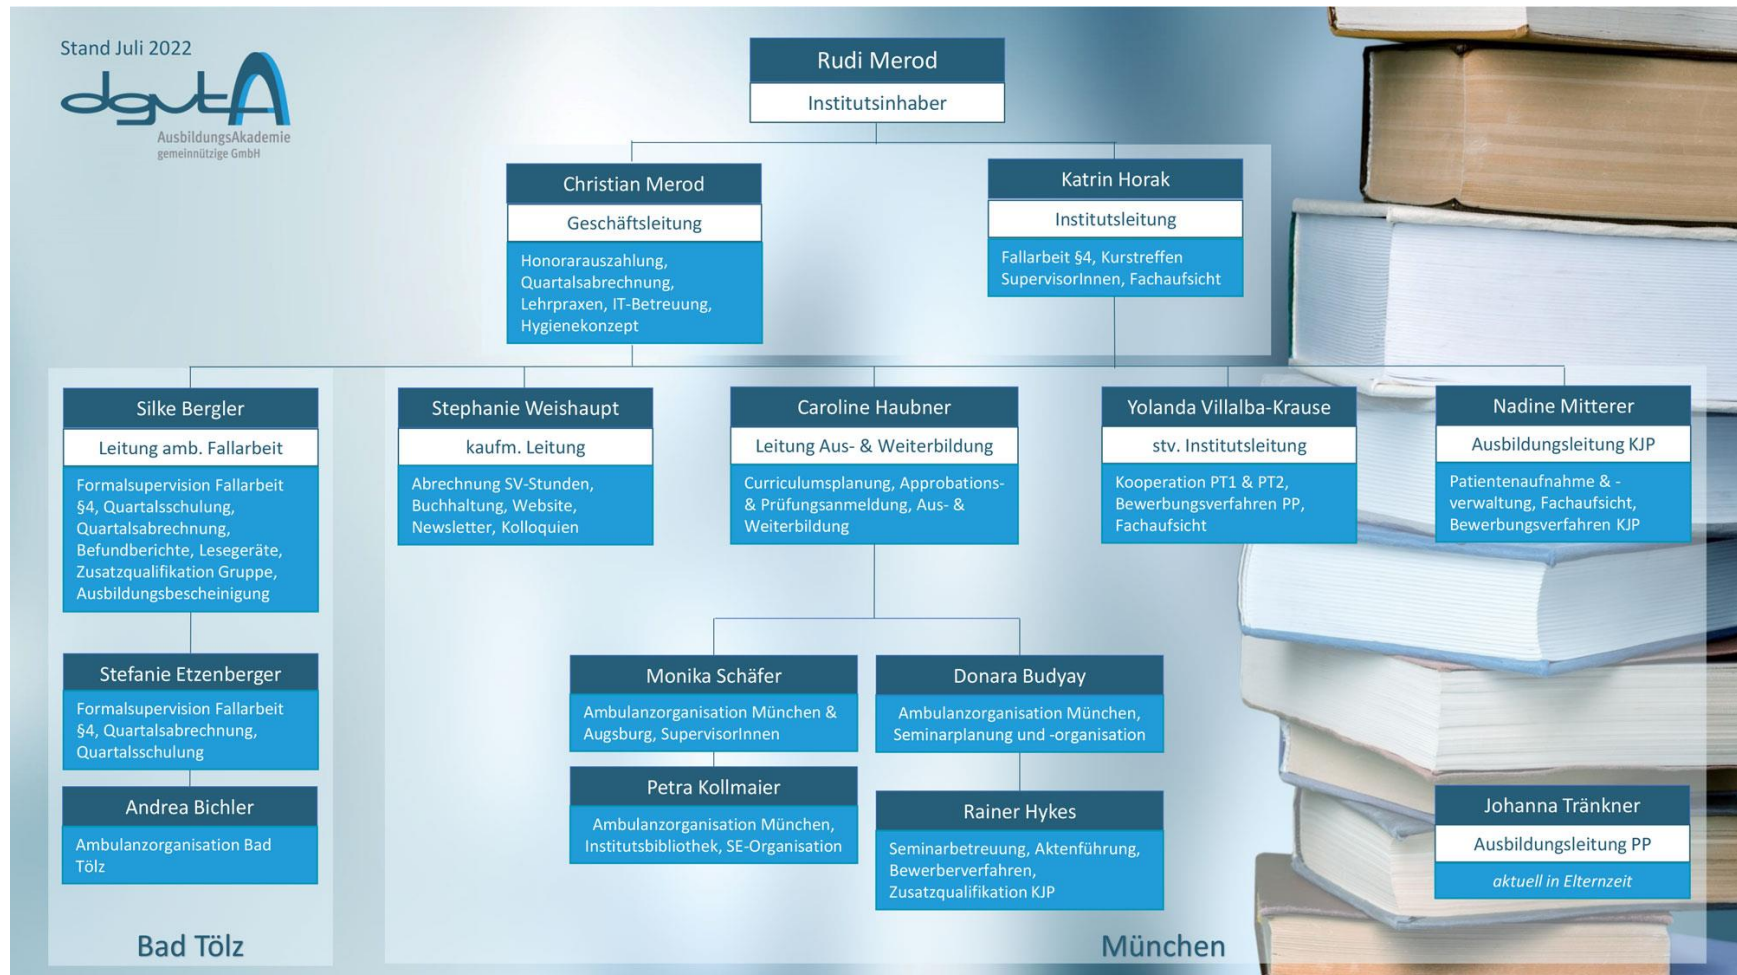 Stand Juli 2022
dgvt A
AusbildungsAkademie
gemeinnützige GmbH
Rudi Merod
Institutsinhaber
Christian Merod
Geschäftsleitung
Honorarauszahlung,
Quartalsabrechnung,
Lehrpraxen, IT-Betreuung,
Hygienekonzept
Katrin Horak
Institutsleitung
Fallarbeit §4, Kurstreffen
SupervisorInnen, Fachaufsicht
Silke Bergler
Leitung amb. Fallarbeit
Formalsupervision Fallarbeit
§4, Quartalsschulung,
Quartalsabrechnung,
Befundberichte, Lesegeräte,
Zusatzqualifikation Gruppe,
Ausbildungsbescheinigung
Stephanie Weishaupt
kaufm. Leitung
Abrechnung SV-Stunden,
Buchhaltung, Website,
Newsletter, Kolloquien
Caroline Haubner
Leitung Aus- & Weiterbildung
Curriculumsplanung, Approbations-
& Prüfungsanmeldung, Aus- &
Weiterbildung
Yolanda Villalba-Krause
stv. Institutsleitung
Kooperation PT1 & PT2,
Bewerbungsverfahren PP,
Fachaufsicht
Nadine Mitterer
Ausbildungsleitung KJP
Patientenaufnahme & -
verwaltung, Fachaufsicht,
Bewerbungsverfahren KJP
Stefanie Etzenberger
Formalsupervision Fallarbeit
§4, Quartalsabrechnung,
Quartalsschulung
Andrea Bichler
Ambulanzorganisation Bad
Tölz
Monika Schäfer
Ambulanzorganisation München &
Augsburg, SupervisorInnen
Petra Kollmaier
Ambulanzorganisation München,
Institutsbibliothek, SE-Organisation
Donara Budyay
Ambulanzorganisation München,
Seminarplanung und -organisation
Rainer Hykes
Seminarbetreuung, Aktenführung,
Bewerberverfahren,
Zusatzqualifikation KJP
Johanna Tränkner
Ausbildungsleitung PP
aktuell in Elternzeit
Bad Tölz
München